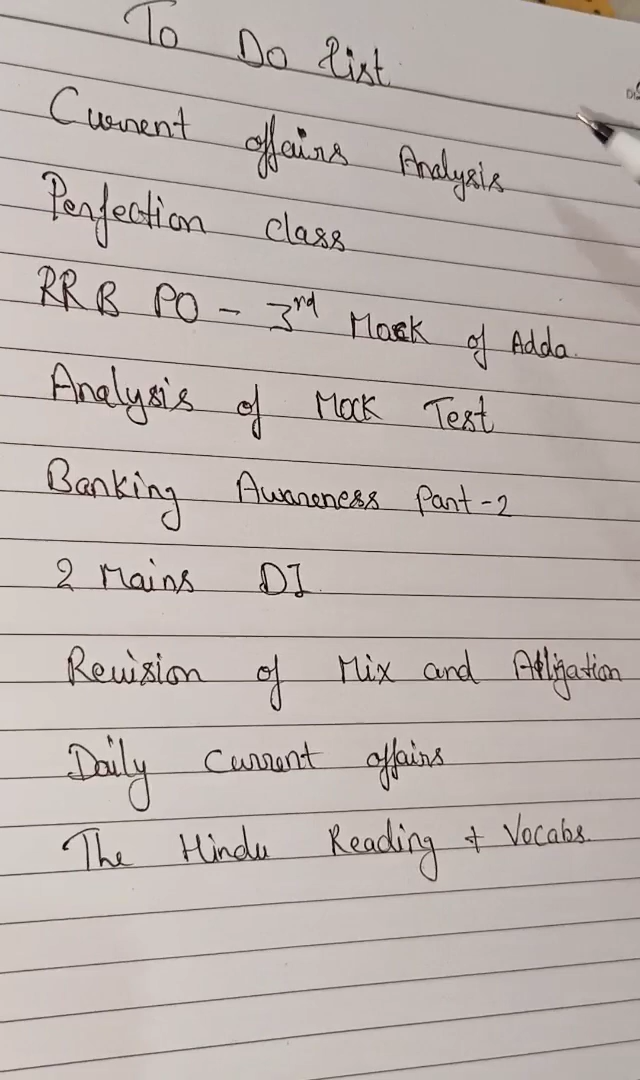 To Do list
Current affairs Analysis
Perfection class
RRB PO - 3rd Mock of Adda.
Analysis of Mock Test
Banking Awareness Part-2
2 Mains DI
Revision of Mix and Alligation
Daily Current affairs
The Hindu Reading + Vocabs